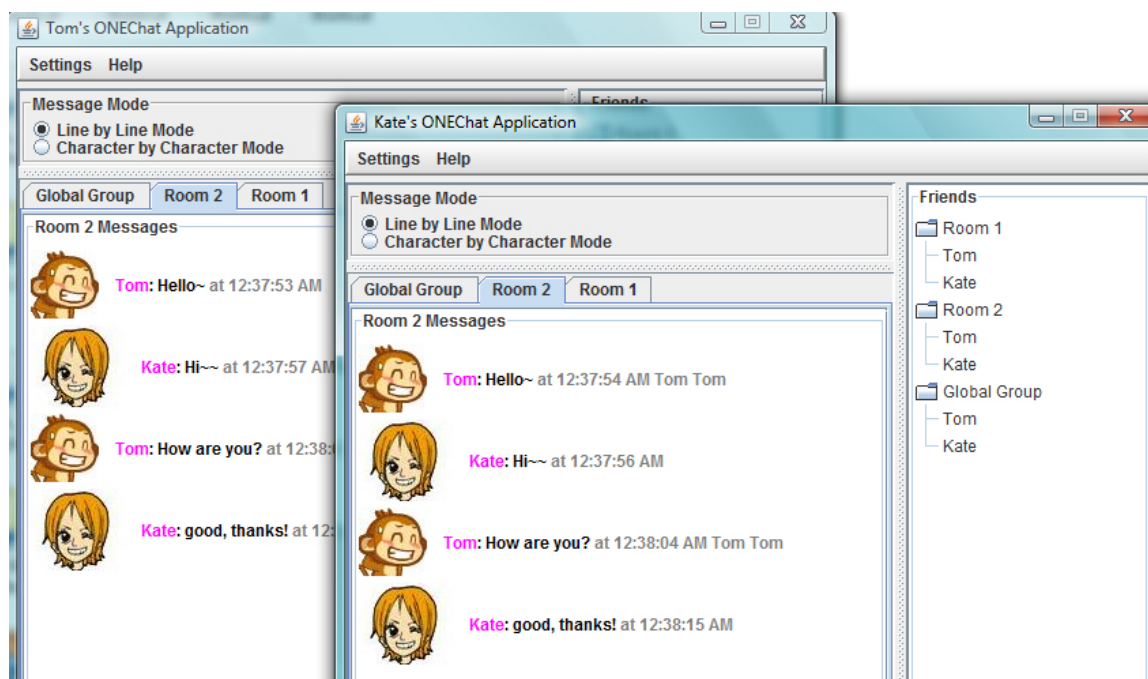 Tom's ONEChat Application
Settings Help
Message Mode
Line by Line Mode
Character by Character Mode
Global Group Room 2 Room 1
Room 2 Messages
Tom: Hello~ at 12:37:53 AM
Kate: Hi~~ at 12:37:57 AM
Tom: How are you? at 12:38:
Kate: good, thanks! at 12:
Friends
Kate's ONEChat Application
Settings Help
Message Mode
Line by Line Mode
Character by Character Mode
Global Group Room 2 Room 1
Room 2 Messages
Tom: Hello~ at 12:37:54 AM Tom Tom
Kate: Hi~~ at 12:37:56 AM
Tom: How are you? at 12:38:04 AM Tom Tom
Kate: good, thanks! at 12:38:15 AM
Friends
Room 1
Tom
Kate
Room 2
Tom
Kate
Global Group
Tom
Kate